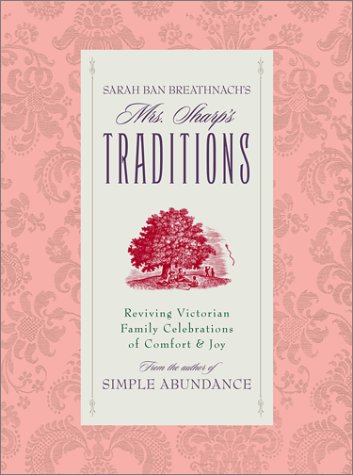 SARAH BAN BREATHNACH'S
Mrs. Sharp's
TRADITIONS
Reviving Victorian
Family Celebrations
of Comfort & Joy
From the author of
SIMPLE ABUNDANCE